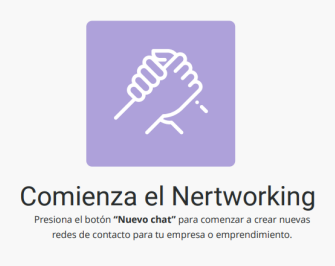 Comienza el Nertworking
Presiona el botón “Nuevo chat” para comenzar a crear nuevas
redes de contacto para tu empresa o emprendimiento.